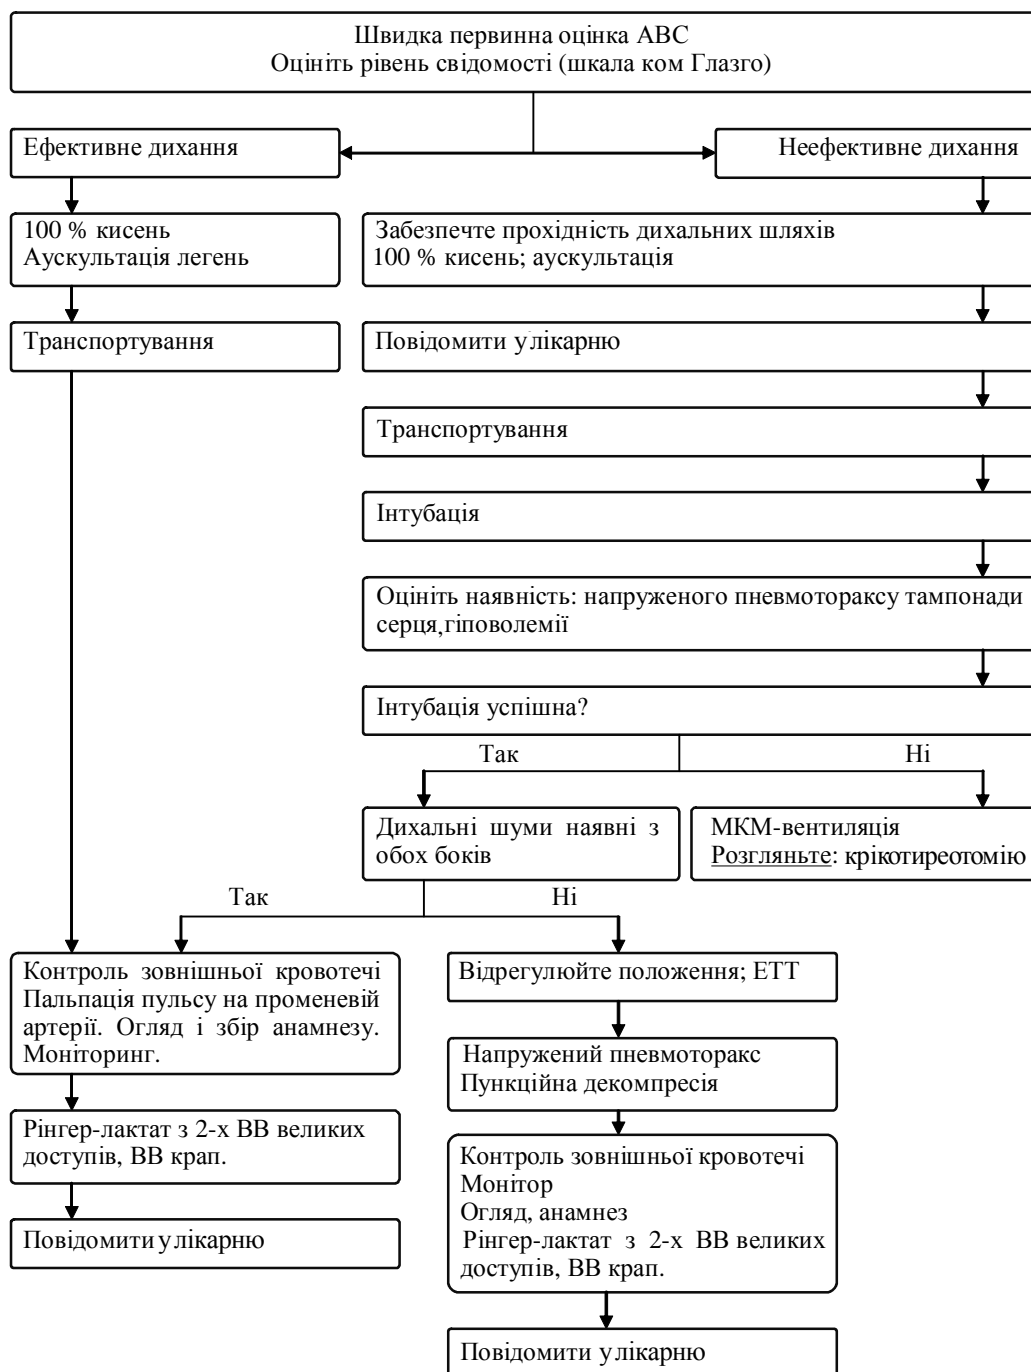 Швидка первинна оцінка ABC
Оцініть рівень свідомості (шкала ком Глазго)
Ефективне дихання
Неефективне дихання
100 % кисень
Аускультація легень
Забезпечте прохідність дихальних шляхів
100 % кисень; аускультація
Транспортування
Повідомити у лікарню
Транспортування
Інтубація
Оцініть наявність: напруженого пневмотораксу тампонади
серця,гіповолемії
Інтубація успішна?
Так
Ні
Дихальні шуми наявні з
обох боків
МКМ-вентиляція
Розгляньте: крікотиреотомію
Так
Ні
Контроль зовнішньої кровотечі
Пальпація пульсу на променевій
артерії. Огляд і збір анамнезу.
Моніторинг.
Відрегулюйте положення; ЕТТ
Напружений пневмоторакс
Пункційна декомпресія
Рінгер-лактат з 2-х ВВ великих
доступів, ВВ крап.
Контроль зовнішньої кровотечі
Монітор
Огляд, анамнез
Рінгер-лактат з 2-х ВВ великих
доступів, ВВ крап.
Повідомити у лікарню
Повідомити у лікарню